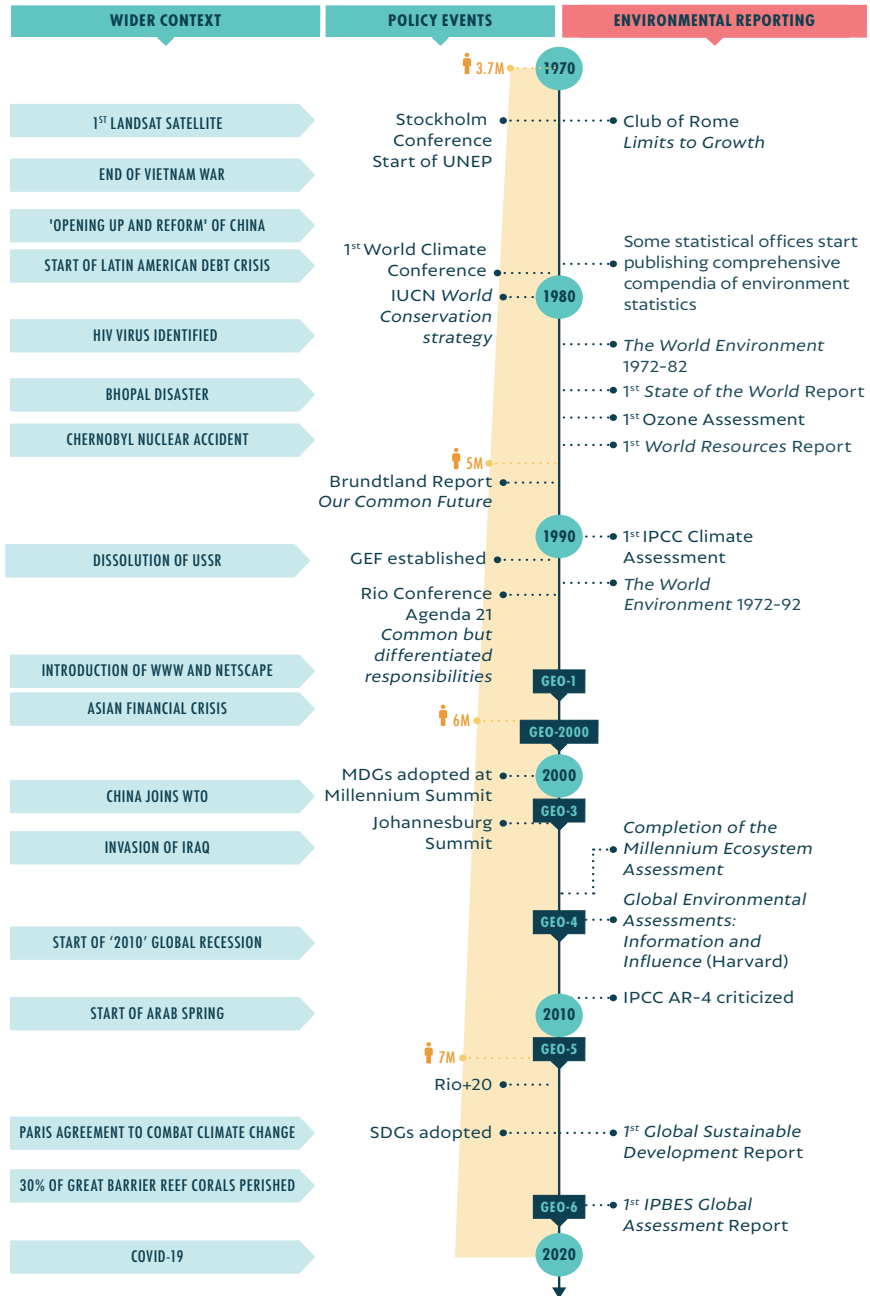 WIDER CONTEXT
POLICY EVENTS
ENVIRONMENTAL REPORTING
3.7M
1970
1ST LANDSAT SATELLITE
Stockholm
Conference
Start of UNEP
Club of Rome
Limits to Growth
END OF VIETNAM WAR
'OPENING UP AND REFORM' OF CHINA
START OF LATIN AMERICAN DEBT CRISIS
1st World Climate
Conference
Some statistical offices start
publishing comprehensive
compendia of environment
statistics
IUCN World
Conservation
strategy
1980
HIV VIRUS IDENTIFIED
The World Environment
1972-82
BHOPAL DISASTER
1st State of the World Report
1st Ozone Assessment
CHERNOBYL NUCLEAR ACCIDENT
1st World Resources Report
5M
Brundtland Report
Our Common Future
1990
1st IPCC Climate
Assessment
DISSOLUTION OF USSR
GEF established
The World
Environment 1972-92
Rio Conference
Agenda 21
Common but
differentiated
responsibilities
INTRODUCTION OF WWW AND NETSCAPE
GEO-1
ASIAN FINANCIAL CRISIS
6M
GEO-2000
MDGs adopted at
Millennium Summit
2000
CHINA JOINS WTO
GEO-3
Johannesburg
Summit
INVASION OF IRAQ
Completion of the
Millennium Ecosystem
Assessment
GEO-4
Global Environmental
Assessments:
Information and
Influence (Harvard)
START OF ‘2010’ GLOBAL RECESSION
IPCC AR-4 criticized
START OF ARAB SPRING
2010
GEO-5
7M
Rio+20
PARIS AGREEMENT TO COMBAT CLIMATE CHANGE
SDGs adopted
1st Global Sustainable
Development Report
30% OF GREAT BARRIER REEF CORALS PERISHED
GEO-6
1st IPBES Global
Assessment Report
COVID-19
2020